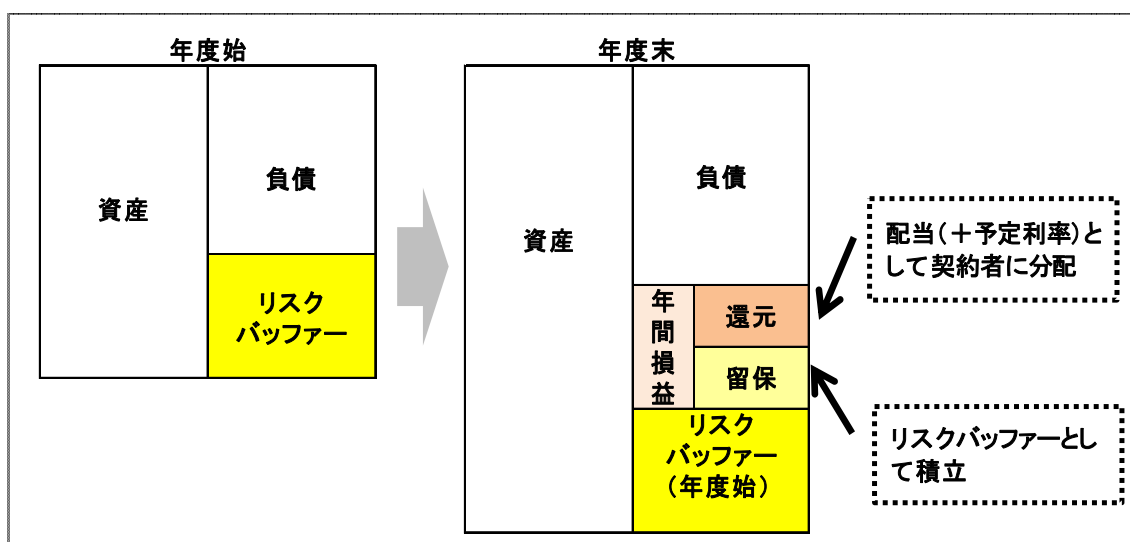 年度始
資産
負債
リスク
バッファー
年度末
資産
負債
年
間
損
益
還元
留保
リスク
バッファー
（年度始）
配当（＋予定利率）と
して契約者に分配
リスクバッファーとし
て積立